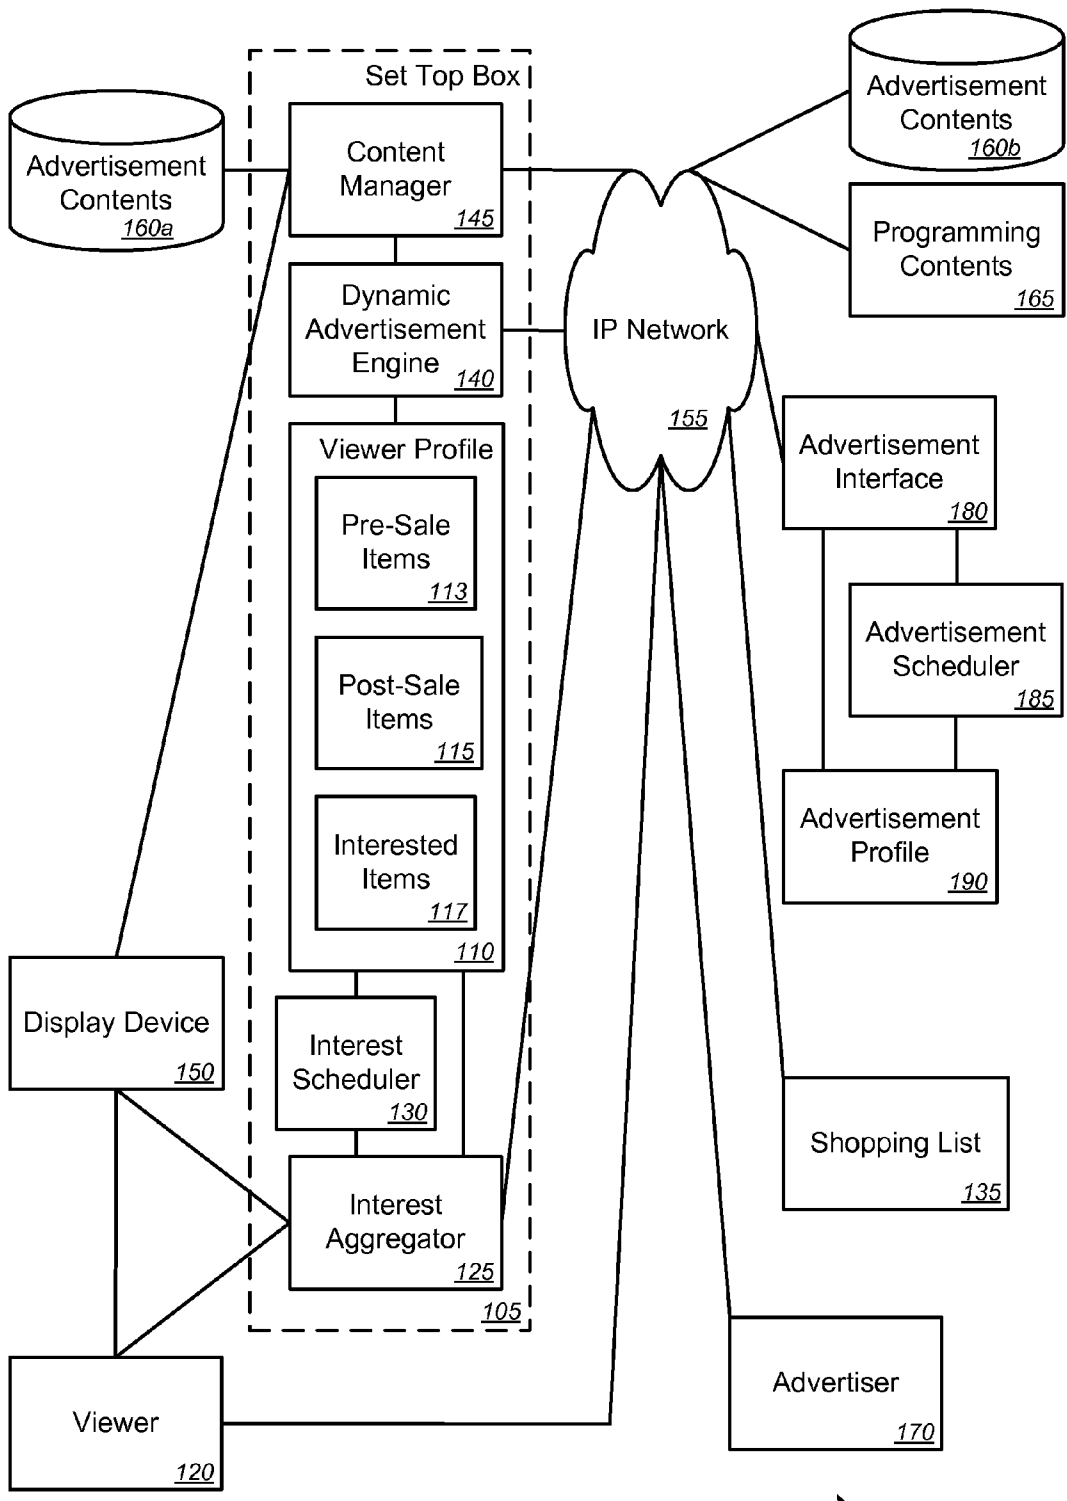 Set Top Box
Advertisement
Contents
160a
Content
Manager
145
Advertisement
Contents
160b
Programming
Contents
165
Dynamic
Advertisement
Engine
140
IP Network
155
Viewer Profile
Pre-Sale
Items
113
Post-Sale
Items
115
Interested
Items
117
110
Advertisement
Interface
180
Advertisement
Scheduler
185
Advertisement
Profile
190
Display Device
150
Interest
Scheduler
130
Interest
Aggregator
125
105
Shopping List
135
Viewer
120
Advertiser
170